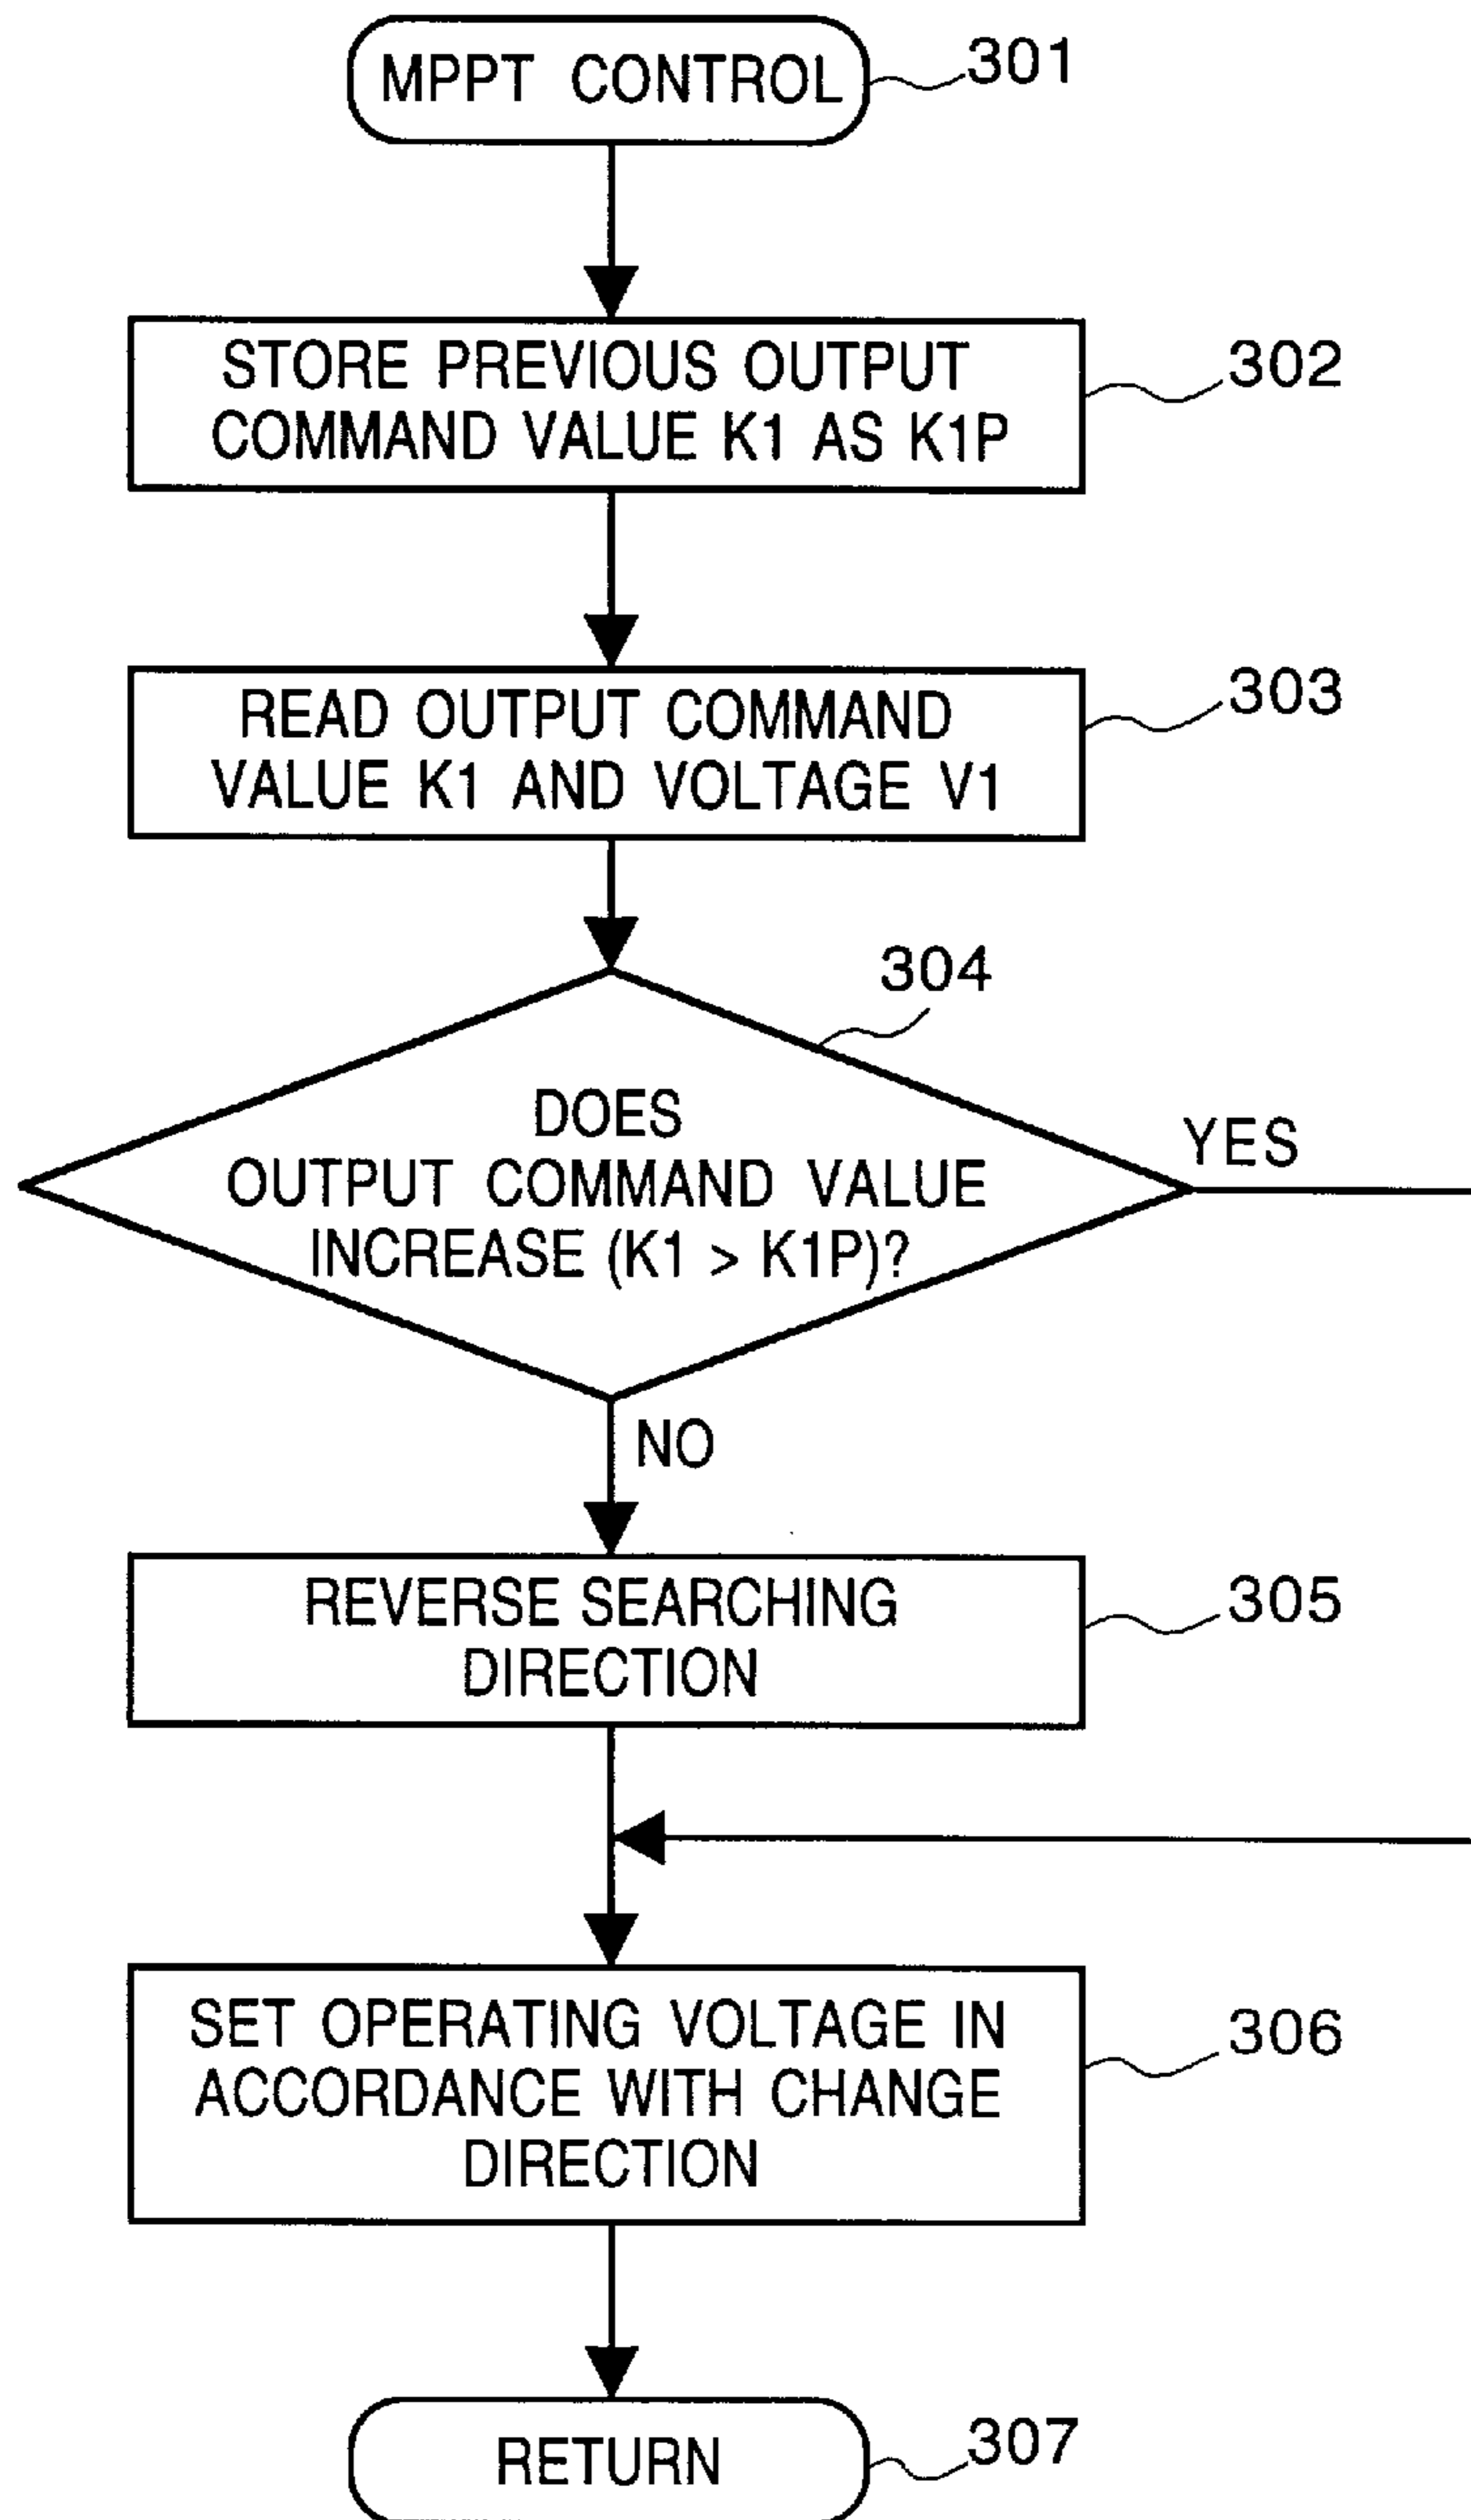 MPPT CONTROL
301
STORE PREVIOUS OUTPUT
COMMAND VALUE K1 AS K1P
302
READ OUTPUT COMMAND
VALUE K1 AND VOLTAGE V1
303
304
DOES
OUTPUT COMMAND VALUE
INCREASE (K1 > K1P)?
YES
NO
REVERSE SEARCHING
DIRECTION
305
SET OPERATING VOLTAGE IN
ACCORDANCE WITH CHANGE
DIRECTION
306
RETURN
307